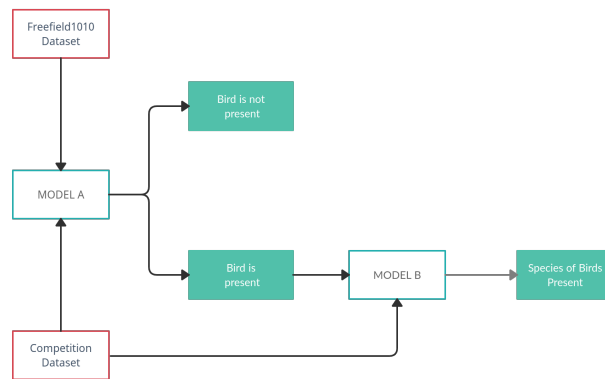 Freefield1010
Dataset
Bird is not
present
MODEL A
Bird is
present
MODEL B
Species of Birds
Present
Competition
Dataset